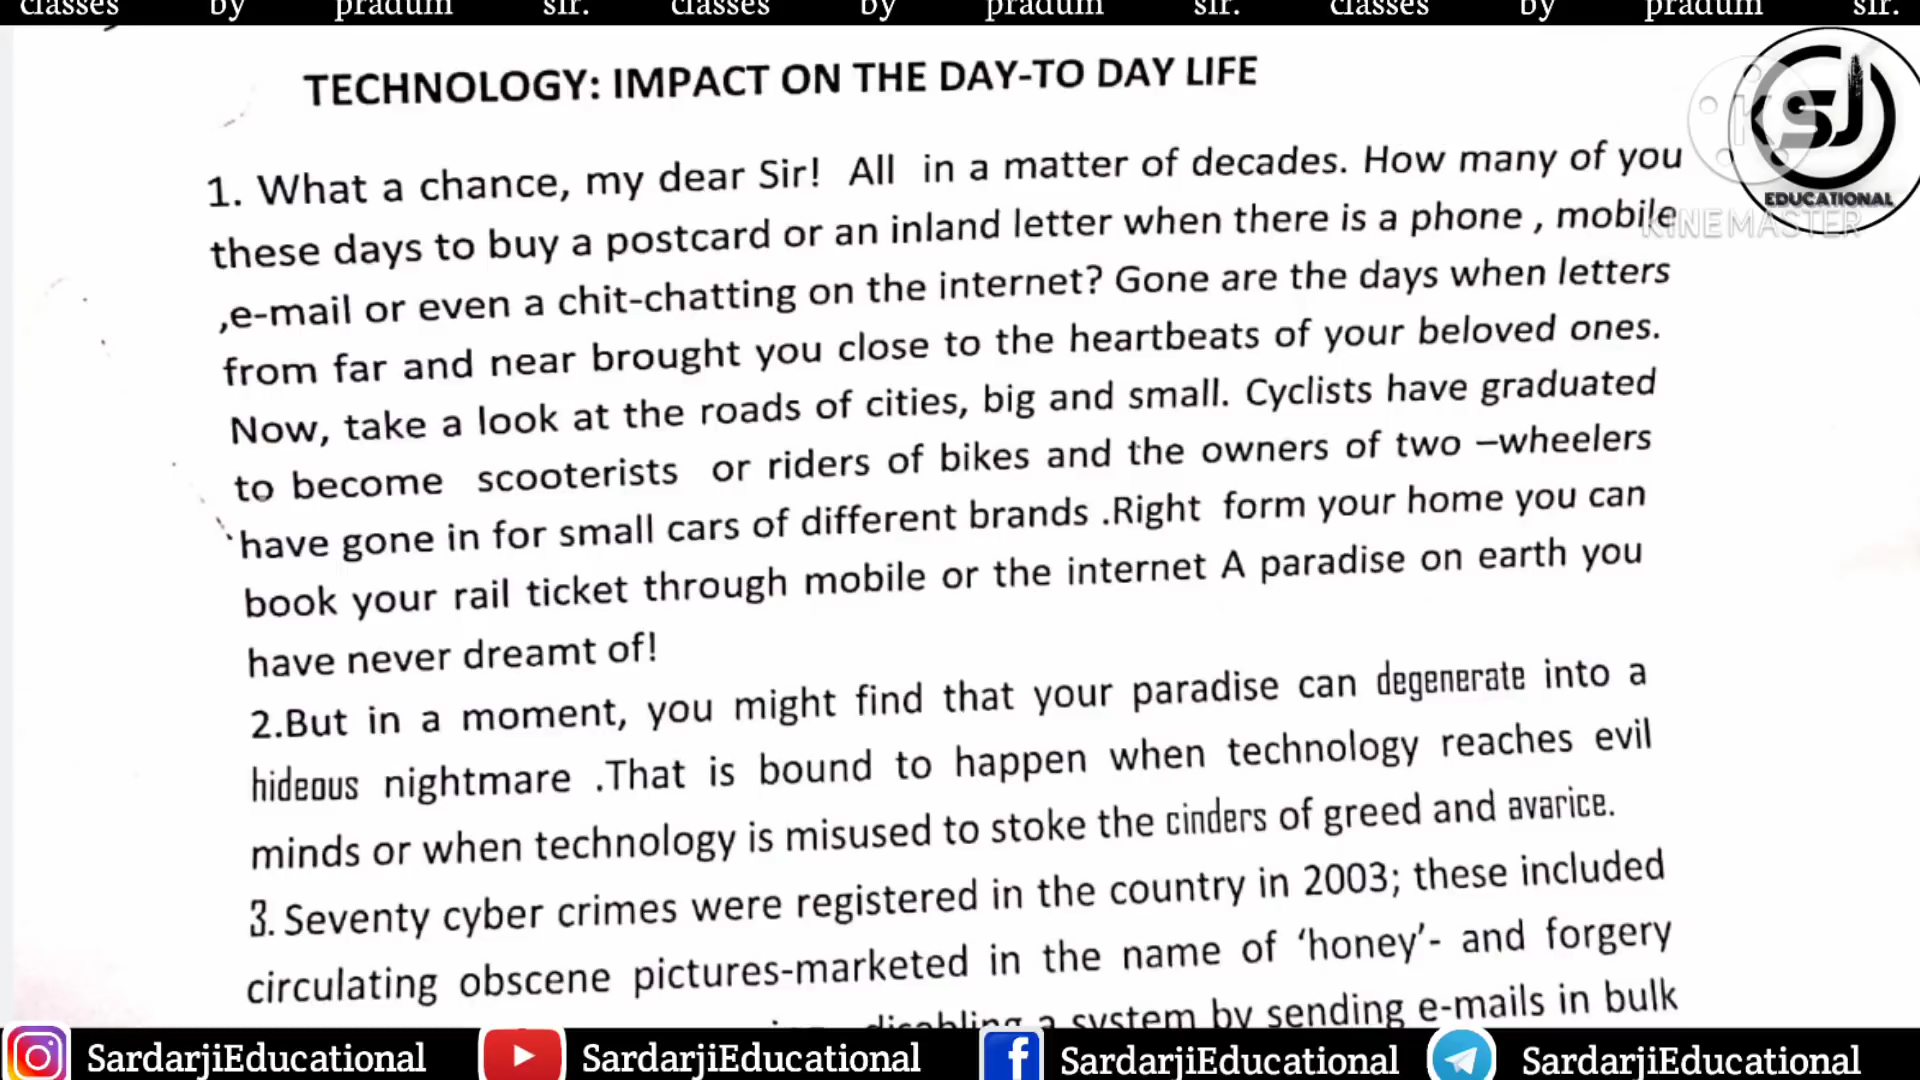 classes by pradum sir. classes by pradum sir. classes by pradum sir.
TECHNOLOGY: IMPACT ON THE DAY-TO DAY LIFE
1. What a chance, my dear Sir! All in a matter of decades. How many of you
these days to buy a postcard or an inland letter when there is a phone , mobile
,e-mail or even a chit-chatting on the internet? Gone are the days when letters
from far and near brought you close to the heartbeats of your beloved ones.
Now, take a look at the roads of cities, big and small. Cyclists have graduated
to become scooterists or riders of bikes and the owners of two –wheelers
have gone in for small cars of different brands .Right form your home you can
book your rail ticket through mobile or the internet A paradise on earth you
have never dreamt of!
2.But in a moment, you might find that your paradise can degenerate into a
hideous nightmare .That is bound to happen when technology reaches evil
minds or when technology is misused to stoke the cinders of greed and avarice.
3. Seventy cyber crimes were registered in the country in 2003; these included
circulating obscene pictures-marketed in the name of ‘honey’- and forgery
disabling a system by sending e-mails in bulk
SJ
EDUCATIONAL
KINEMASTER
SardarjiEducational SardarjiEducational SardarjiEducational SardarjiEducational